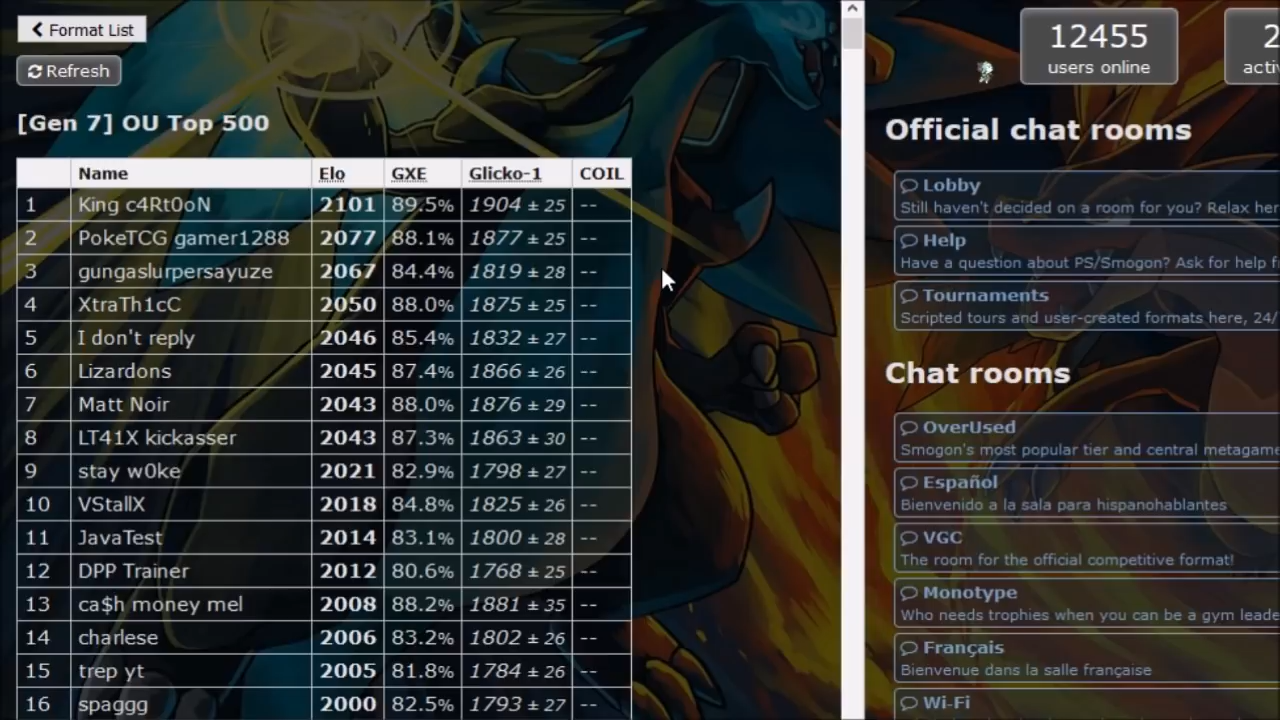 Format List
Refresh
[Gen 7] OU Top 500
Name Elo GXE Glicko-1 COIL
1 King c4Rt0oN 2101 89.5% 1904 ± 25 --
2 PokeTCG gamer1288 2077 88.1% 1877 ± 25 --
3 gungaslurpersayuze 2067 84.4% 1819 ± 28 --
4 XtraTh1cC 2050 88.0% 1875 ± 25 --
5 I don't reply 2046 85.4% 1832 ± 27 --
6 Lizardons 2045 87.4% 1866 ± 26 --
7 Matt Noir 2043 88.0% 1876 ± 29 --
8 LT41X kickasser 2043 87.3% 1863 ± 30 --
9 stay w0ke 2021 82.9% 1798 ± 27 --
10 VStallX 2018 84.8% 1825 ± 26 --
11 JavaTest 2014 83.1% 1800 ± 28 --
12 DPP Trainer 2012 80.6% 1768 ± 25 --
13 ca$h money mel 2008 88.2% 1881 ± 35 --
14 charlese 2006 83.2% 1802 ± 26 --
15 trep yt 2005 81.8% 1784 ± 26 --
16 spaggg 2000 82.5% 1793 ± 27 --
12455
users online
2
activ
Official chat rooms
Lobby
Still haven't decided on a room for you? Relax her
Help
Have a question about PS/Smogon? Ask for help f
Tournaments
Scripted tours and user-created formats here, 24/
Chat rooms
OverUsed
Smogon's most popular tier and central metagame
Español
Bienvenido a la sala para hispanohablantes
VGC
The room for the official competitive format!
Monotype
Who needs trophies when you can be a gym leade
Français
Bienvenue dans la salle française
Wi-Fi